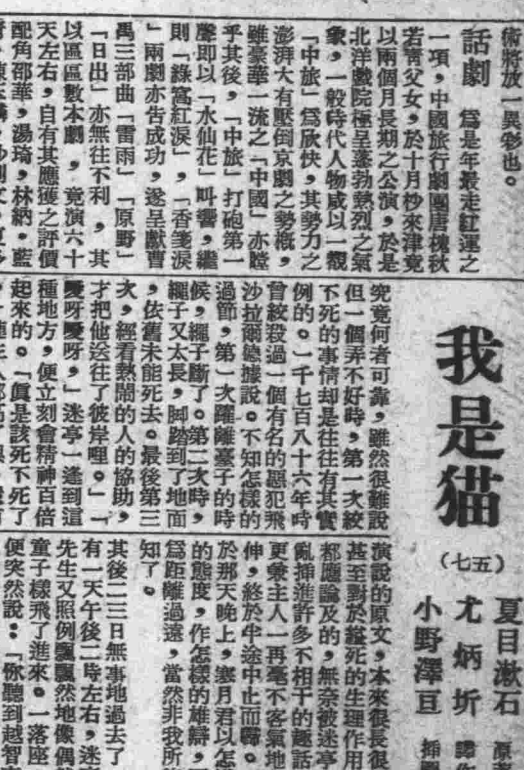 術將放一異彩也。
話劇　爲是年最走紅運之
一項，中國旅行劇團唐槐秋
若青父女，於十月杪來津竟
以兩個月長期之公演，於是
北洋戲院極呈蓬勃熱烈之氣
象，一般時代人物咸以一觀
「中旅」爲欣快，其勢力之
澎湃大有壓倒京劇之勢概，
雖豪華一流之「中國」亦瞠
乎其後，「中旅」打砲第一
聲即以「水仙花」叫響，繼
則「綠窩紅淚」，「香箋淚
」兩劇亦告成功，遂呈獻曹
禺三部曲「雷雨」「原野」
「日出」亦無往不利，其
以區區數本劇，竟演六十
天左右，自有其應獲之評價
配角邵華，湯琦，林納，藍
我是猫
（五七）
夏目漱石 原
尤炳圻 譯作
小野澤亘 插圖
究竟何者可靠，雖然很難說
但一個弄不好時，第一次絞
不死的事情却是往往有其實
例的。一千七百八十六年時
曾絞殺過一個有名的惡犯飛
沙拉爾德據說。不知怎樣的
過節，第一次躍離臺子的時
候，繩子斷了。第二次時，
繩子又太長，脚踏到了地面
，依舊未能死去。最後第三
次，經看熱鬧的人的協助，
才把他送往了彼岸哩。」「
噯呀噯呀，」迷亭一逢到這
種地方，便立刻會精神百倍
起來的。「眞是該死不死了
演說的原文，本來很長很
甚至對於縊死的生理作用
都應論及的，無奈被迷亭
亂插進許多不相干的趣話
更兼主人一再毫不客氣地
伸，終於半途中止而歸。
於那天晚上，寒月君以怎
的態度，作怎樣的雄辯，
爲距離過遠，當然非我所
知了。
其後二三日無事地過去了
有一天午後二時左右，迷
先生又照例飄飄然地像偶
童子樣飛了進來。一落座
便突然說：「你聽到越智